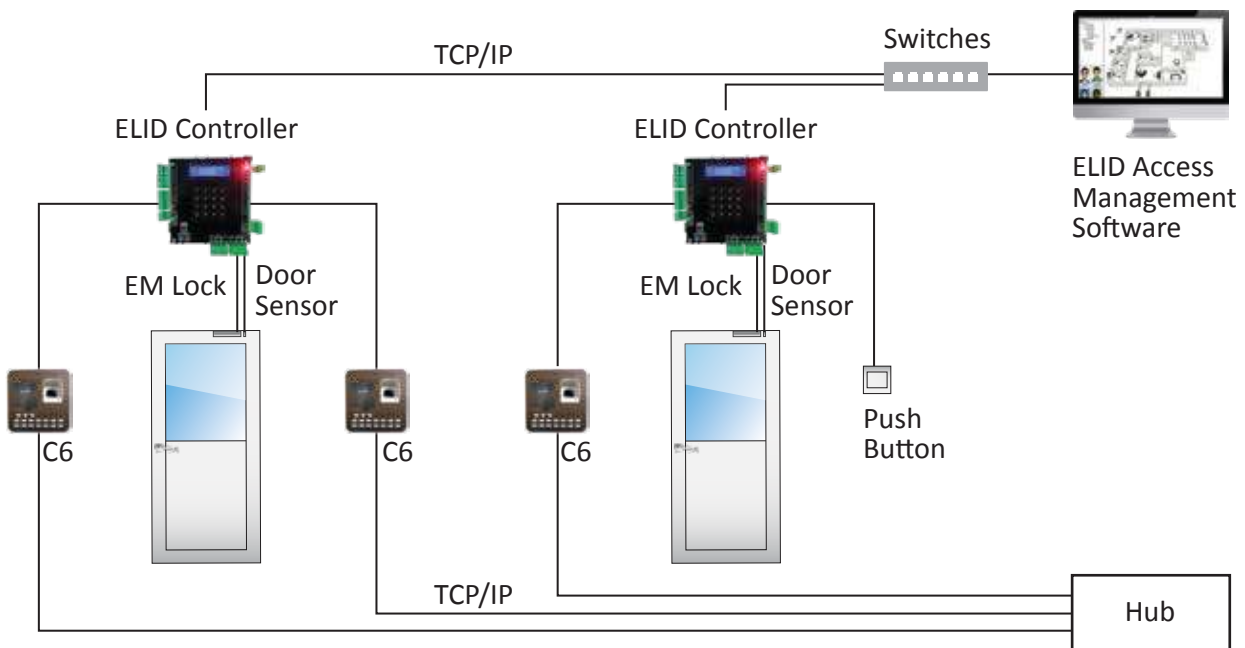 Switches
TCP/IP
ELID Controller
ELID Controller
ELID Access
Management
Software
EM Lock
Door
Sensor
EM Lock
Door
Sensor
C6
C6
C6
Push
Button
TCP/IP
Hub